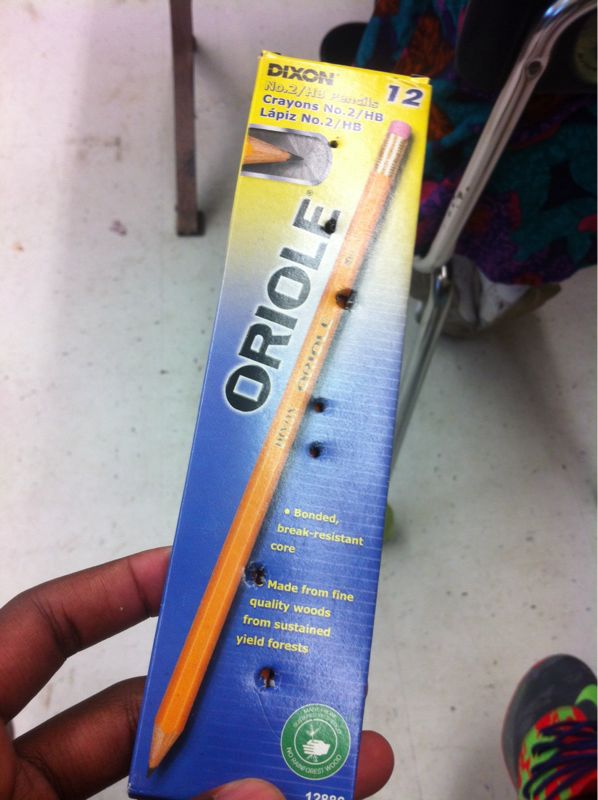 DIXON
12
No.2/HB Pencils
Crayons No.2/HB
Lápiz No.2/HB
ORIOLE®
DIXON ORIOLE
• Bonded,
break-resistant
core
• Made from fine
quality woods
from sustained
yield forests
NO RAINFOREST WOOD